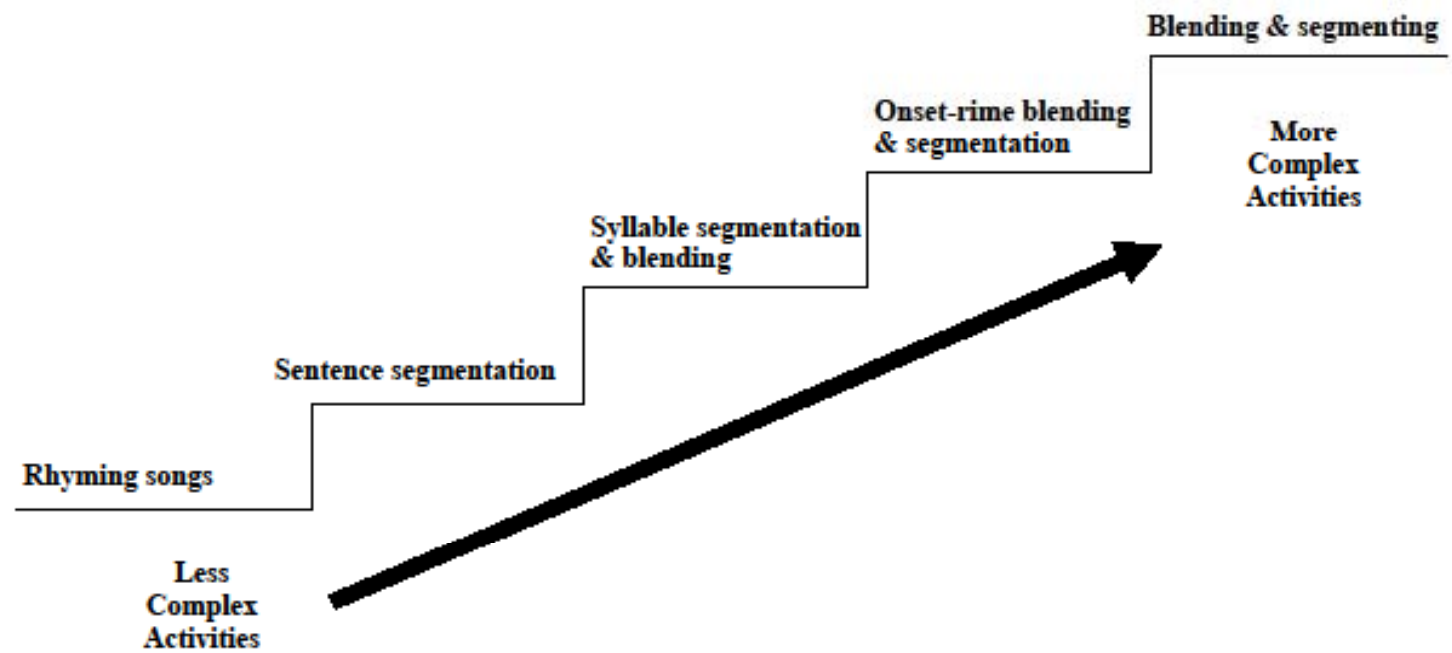 Blending & segmenting
Onset-rime blending
& segmentation
More
Complex
Activities
Syllable segmentation
& blending
Sentence segmentation
Rhyming songs
Less
Complex
Activities